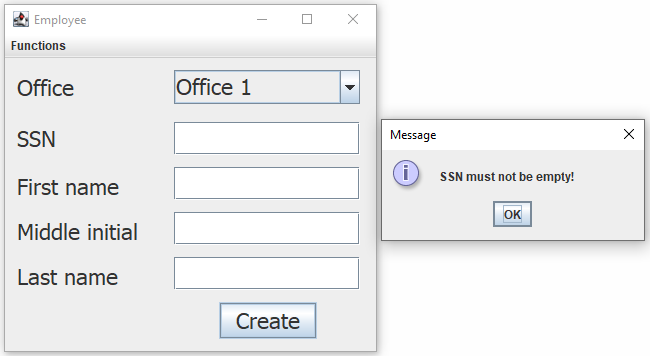 Employee
Functions
Office
Office 1
SSN
First name
Middle initial
Last name
Create
Message
i
SSN must not be empty!
OK